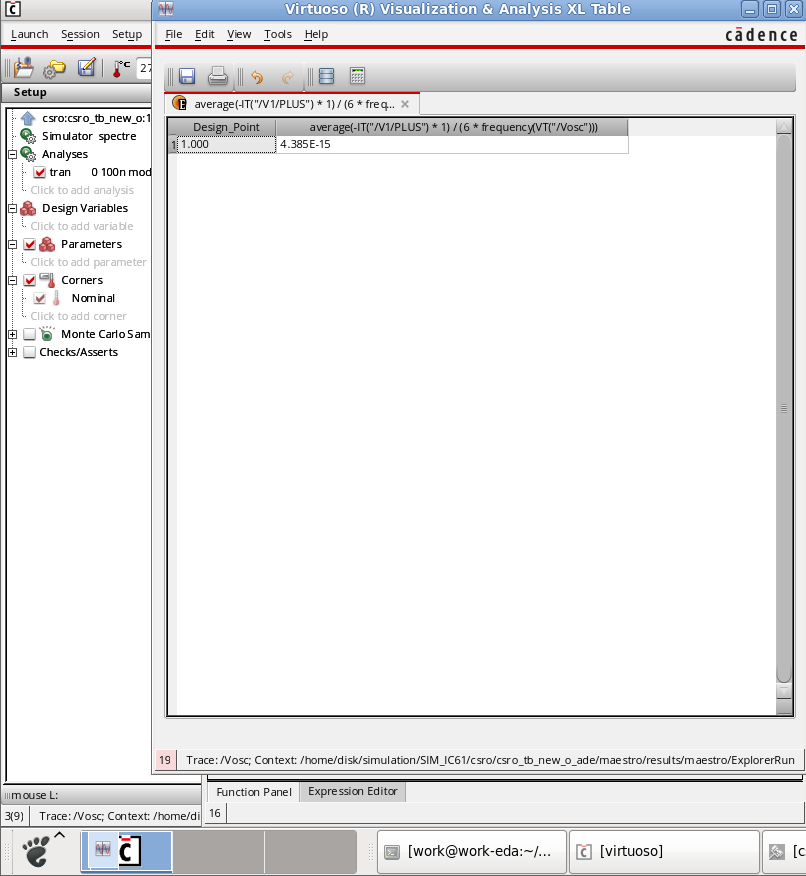 Virtuoso (R) Visualization & Analysis XL Table
Launch Session Setup
File Edit View Tools Help
cādence
°C 27
Setup
average(-IT("/V1/PLUS") * 1) / (6 * freq...
csro:csro_tb_new_o:1
Simulator spectre
Analyses
tran 0 100n mod
Click to add analysis
Design Variables
Click to add variable
Parameters
Click to add parameter
Corners
Nominal
Click to add corner
Monte Carlo Sam
Checks/Asserts
Design_Point average(-IT("/V1/PLUS") * 1) / (6 * frequency(VT("/Vosc")))
1 1.000 4.385E-15
19 Trace: /Vosc; Context: /home/disk/simulation/SIM_IC61/csro/csro_tb_new_o_ade/maestro/results/maestro/ExplorerRun
mouse L:
Function Panel Expression Editor
3(9) Trace: /Vosc; Context: /home/di
16
[work@work-eda:~/... [virtuoso] [c